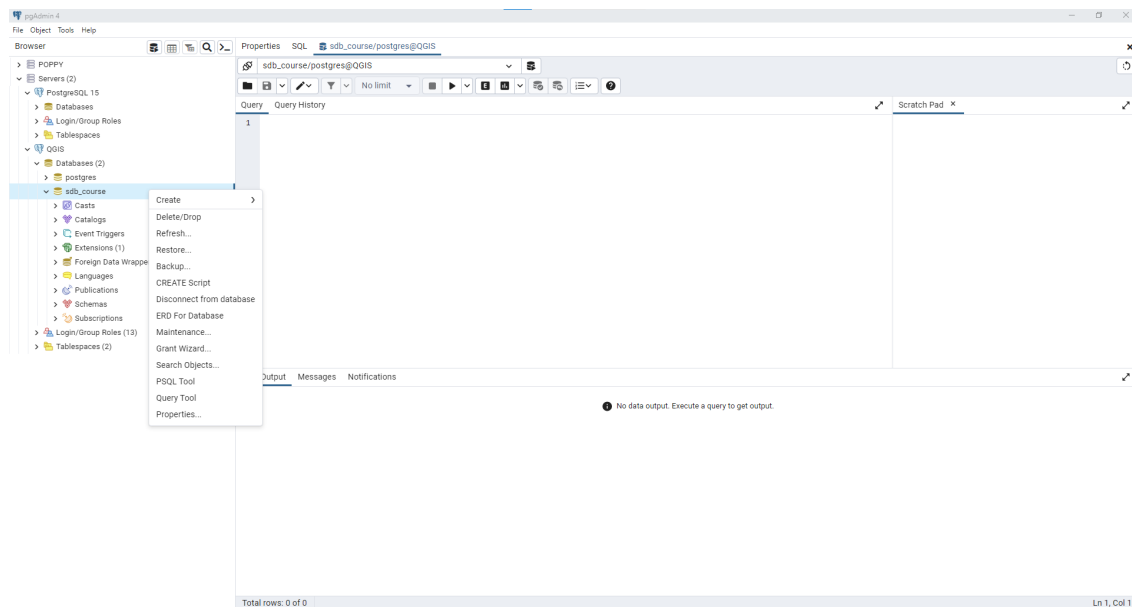 pgAdmin 4
File Object Tools Help
Browser
Properties SQL sdb_course/postgres@QGIS
POPPY
Servers (2)
PostgreSQL 15
Databases
Login/Group Roles
Tablespaces
QGIS
Databases (2)
postgres
sdb_course
Casts
Catalogs
Event Triggers
Extensions (1)
Foreign Data Wrappe
Languages
Publications
Schemas
Subscriptions
Login/Group Roles (13)
Tablespaces (2)
Create
Delete/Drop
Refresh...
Restore...
Backup...
CREATE Script
Disconnect from database
ERD For Database
Maintenance...
Grant Wizard...
Search Objects...
PSQL Tool
Query Tool
Properties...
sdb_course/postgres@QGIS
No limit
E
Query Query History
Scratch Pad
1
Output Messages Notifications
No data output. Execute a query to get output.
Total rows: 0 of 0
Ln 1, Col 1